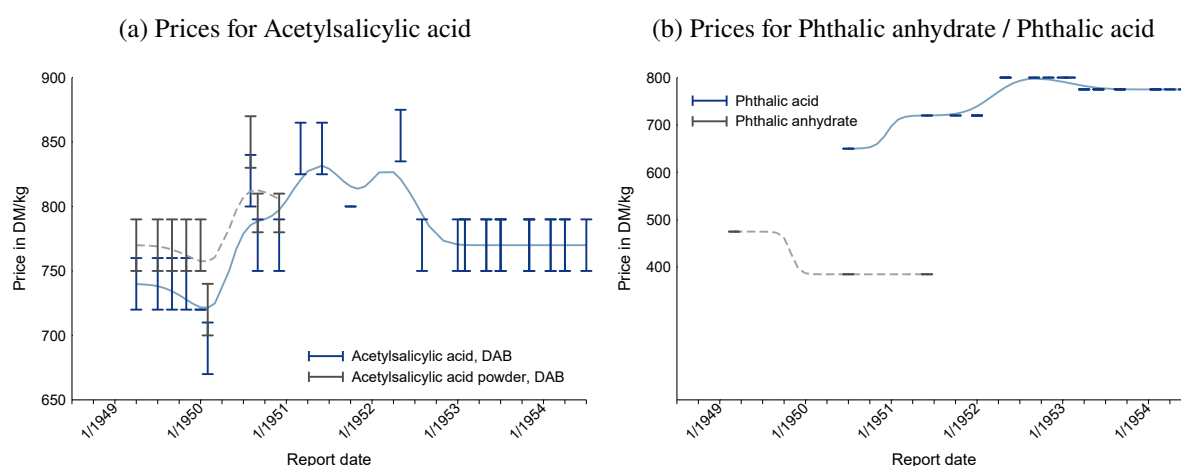 (a) Prices for Acetylsalicylic acid
900
850
800
750
700
650
Price in DM/kg
Acetylsalicylic acid, DAB
Acetylsalicylic acid powder, DAB
1/1949
1/1950
1/1951
1/1952
1/1953
1/1954
Report date
(b) Prices for Phthalic anhydrate / Phthalic acid
800
700
600
500
400
Price in DM/kg
Phthalic acid
Phthalic anhydrate
1/1949
1/1950
1/1951
1/1952
1/1953
1/1954
Report date